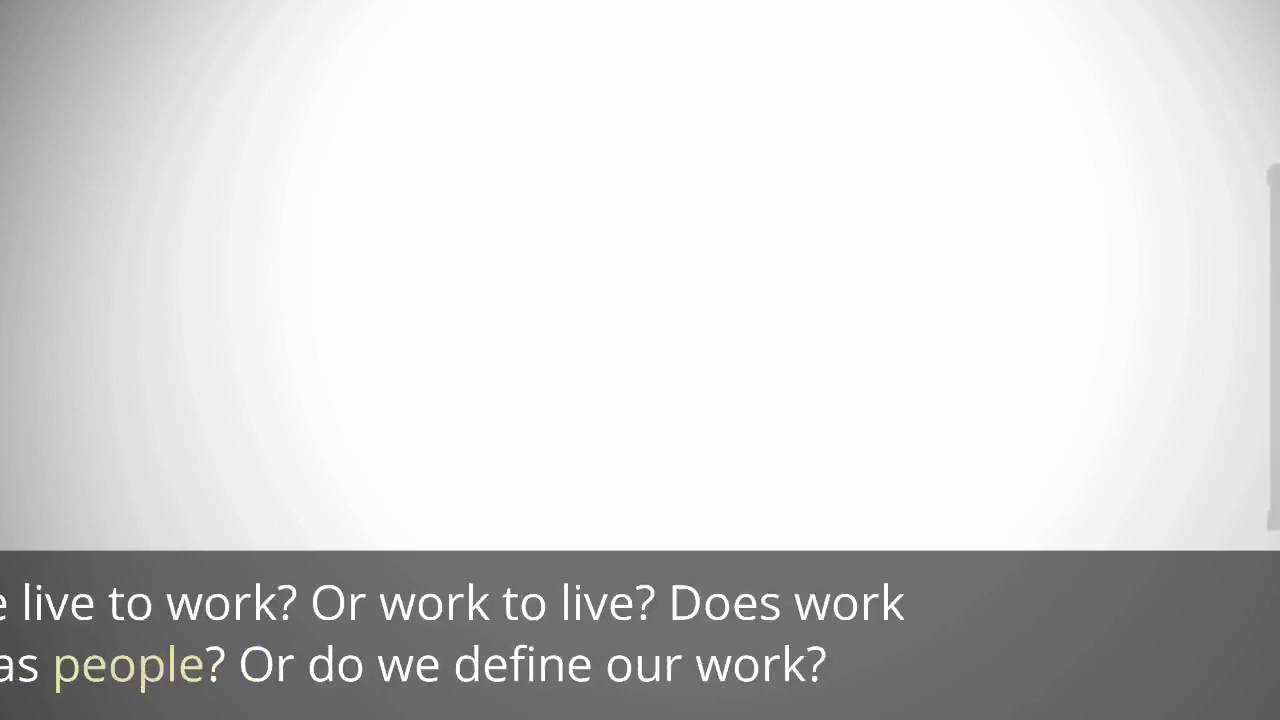 live to work? Or work to live? Does work
as people? Or do we define our work?